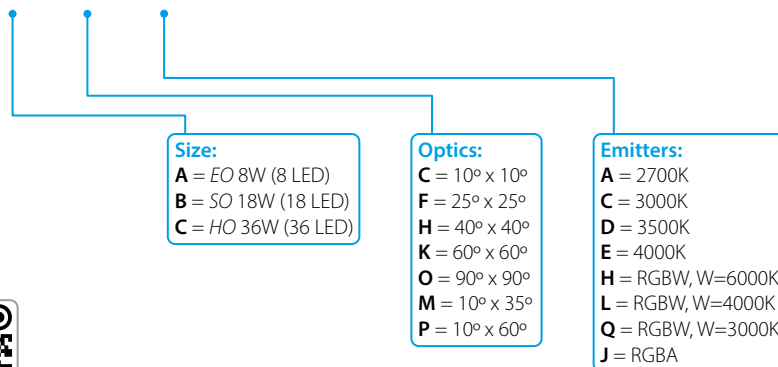 Size:
A = EO 8W (8 LED)
B = SO 18W (18 LED)
C = HO 36W (36 LED)
Optics:
C = 10º x 10º
F = 25º x 25º
H = 40º x 40º
K = 60º x 60º
O = 90º x 90º
M = 10º x 35º
P = 10º x 60º
Emitters:
A = 2700K
C = 3000K
D = 3500K
E = 4000K
H = RGBW, W=6000K
L = RGBW, W=4000K
Q = RGBW, W=3000K
J = RGBA